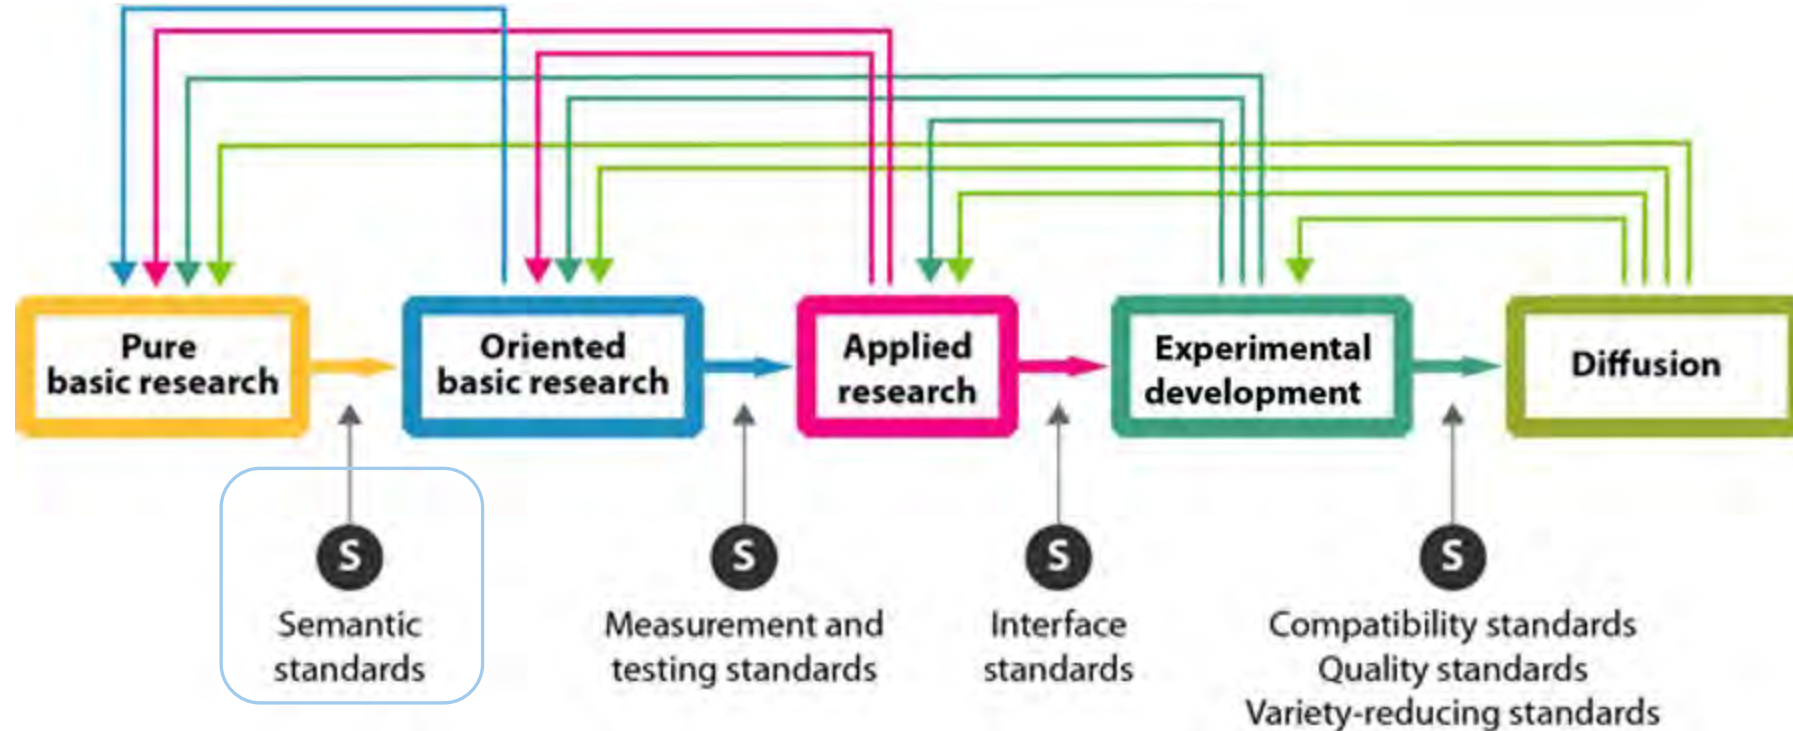 Pure
basic research
Oriented
basic research
Applied
research
Experimental
development
Diffusion
S
Semantic
standards
S
Measurement and
testing standards
S
Interface
standards
S
Compatibility standards
Quality standards
Variety-reducing standards